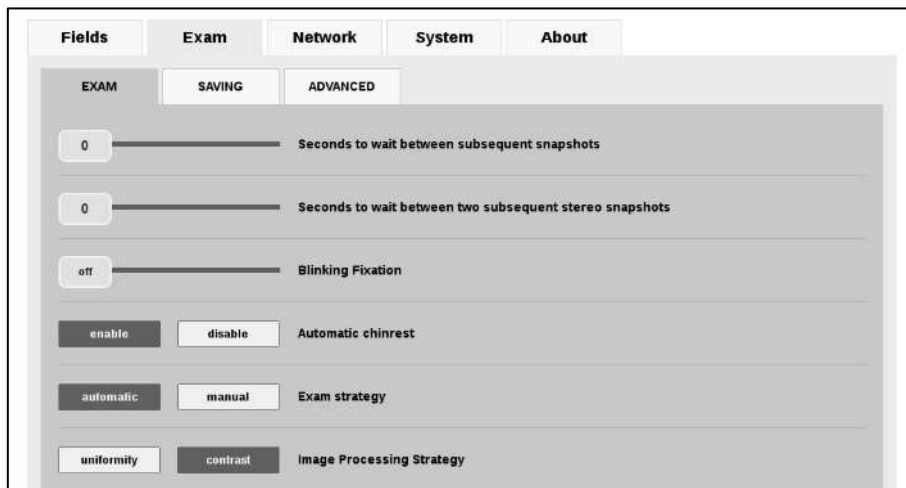 Fields Exam Network System About
EXAM SAVING ADVANCED
0 Seconds to wait between subsequent snapshots
0 Seconds to wait between two subsequent stereo snapshots
off Blinking Fixation
enable disable Automatic chinrest
automatic manual Exam strategy
uniformity contrast Image Processing Strategy